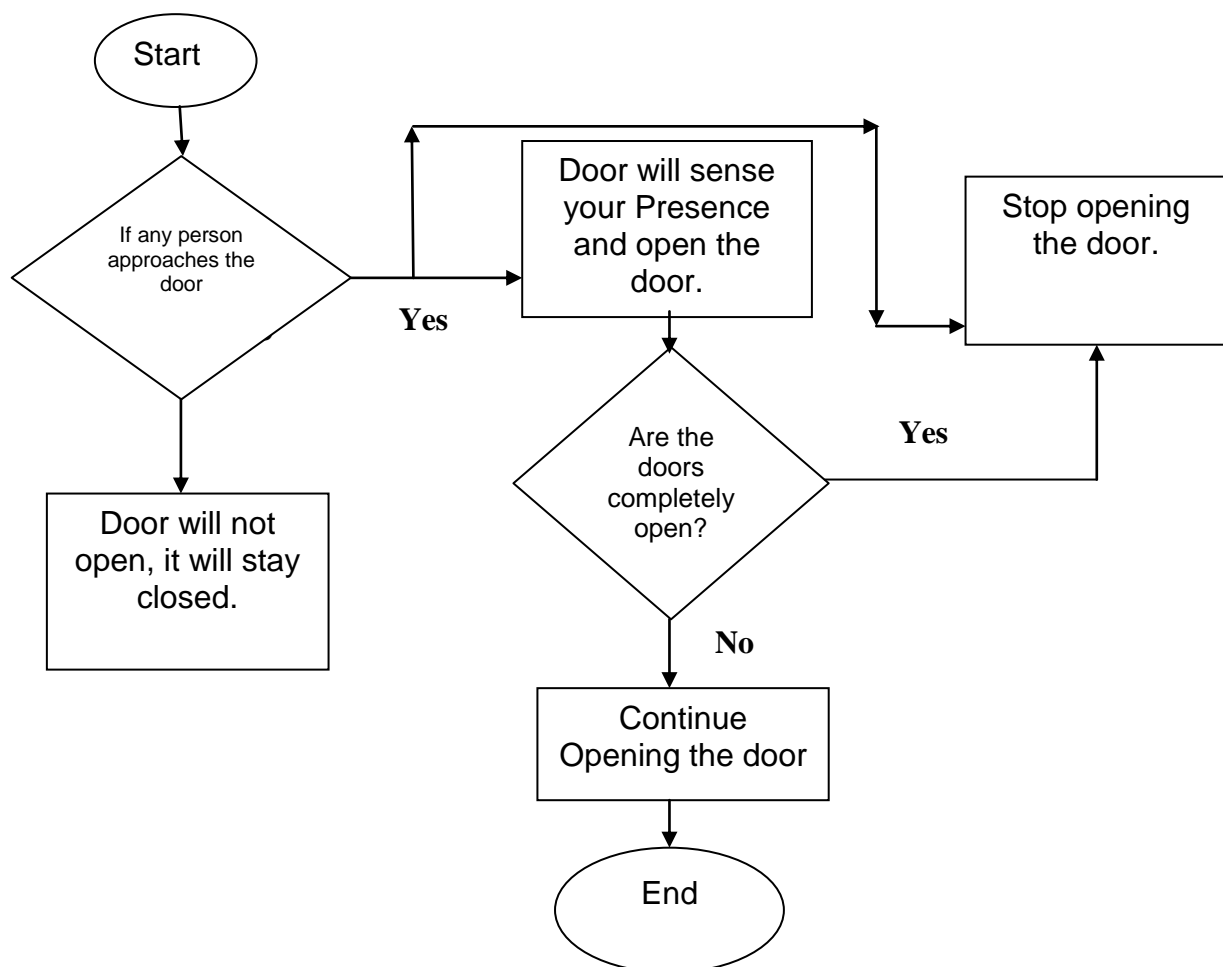 Start
If any person
approaches the
door
Yes
Door will sense
your Presence
and open the
door.
Stop opening
the door.
Door will not
open, it will stay
closed.
Are the
doors
completely
open?
Yes
No
Continue
Opening the door
End